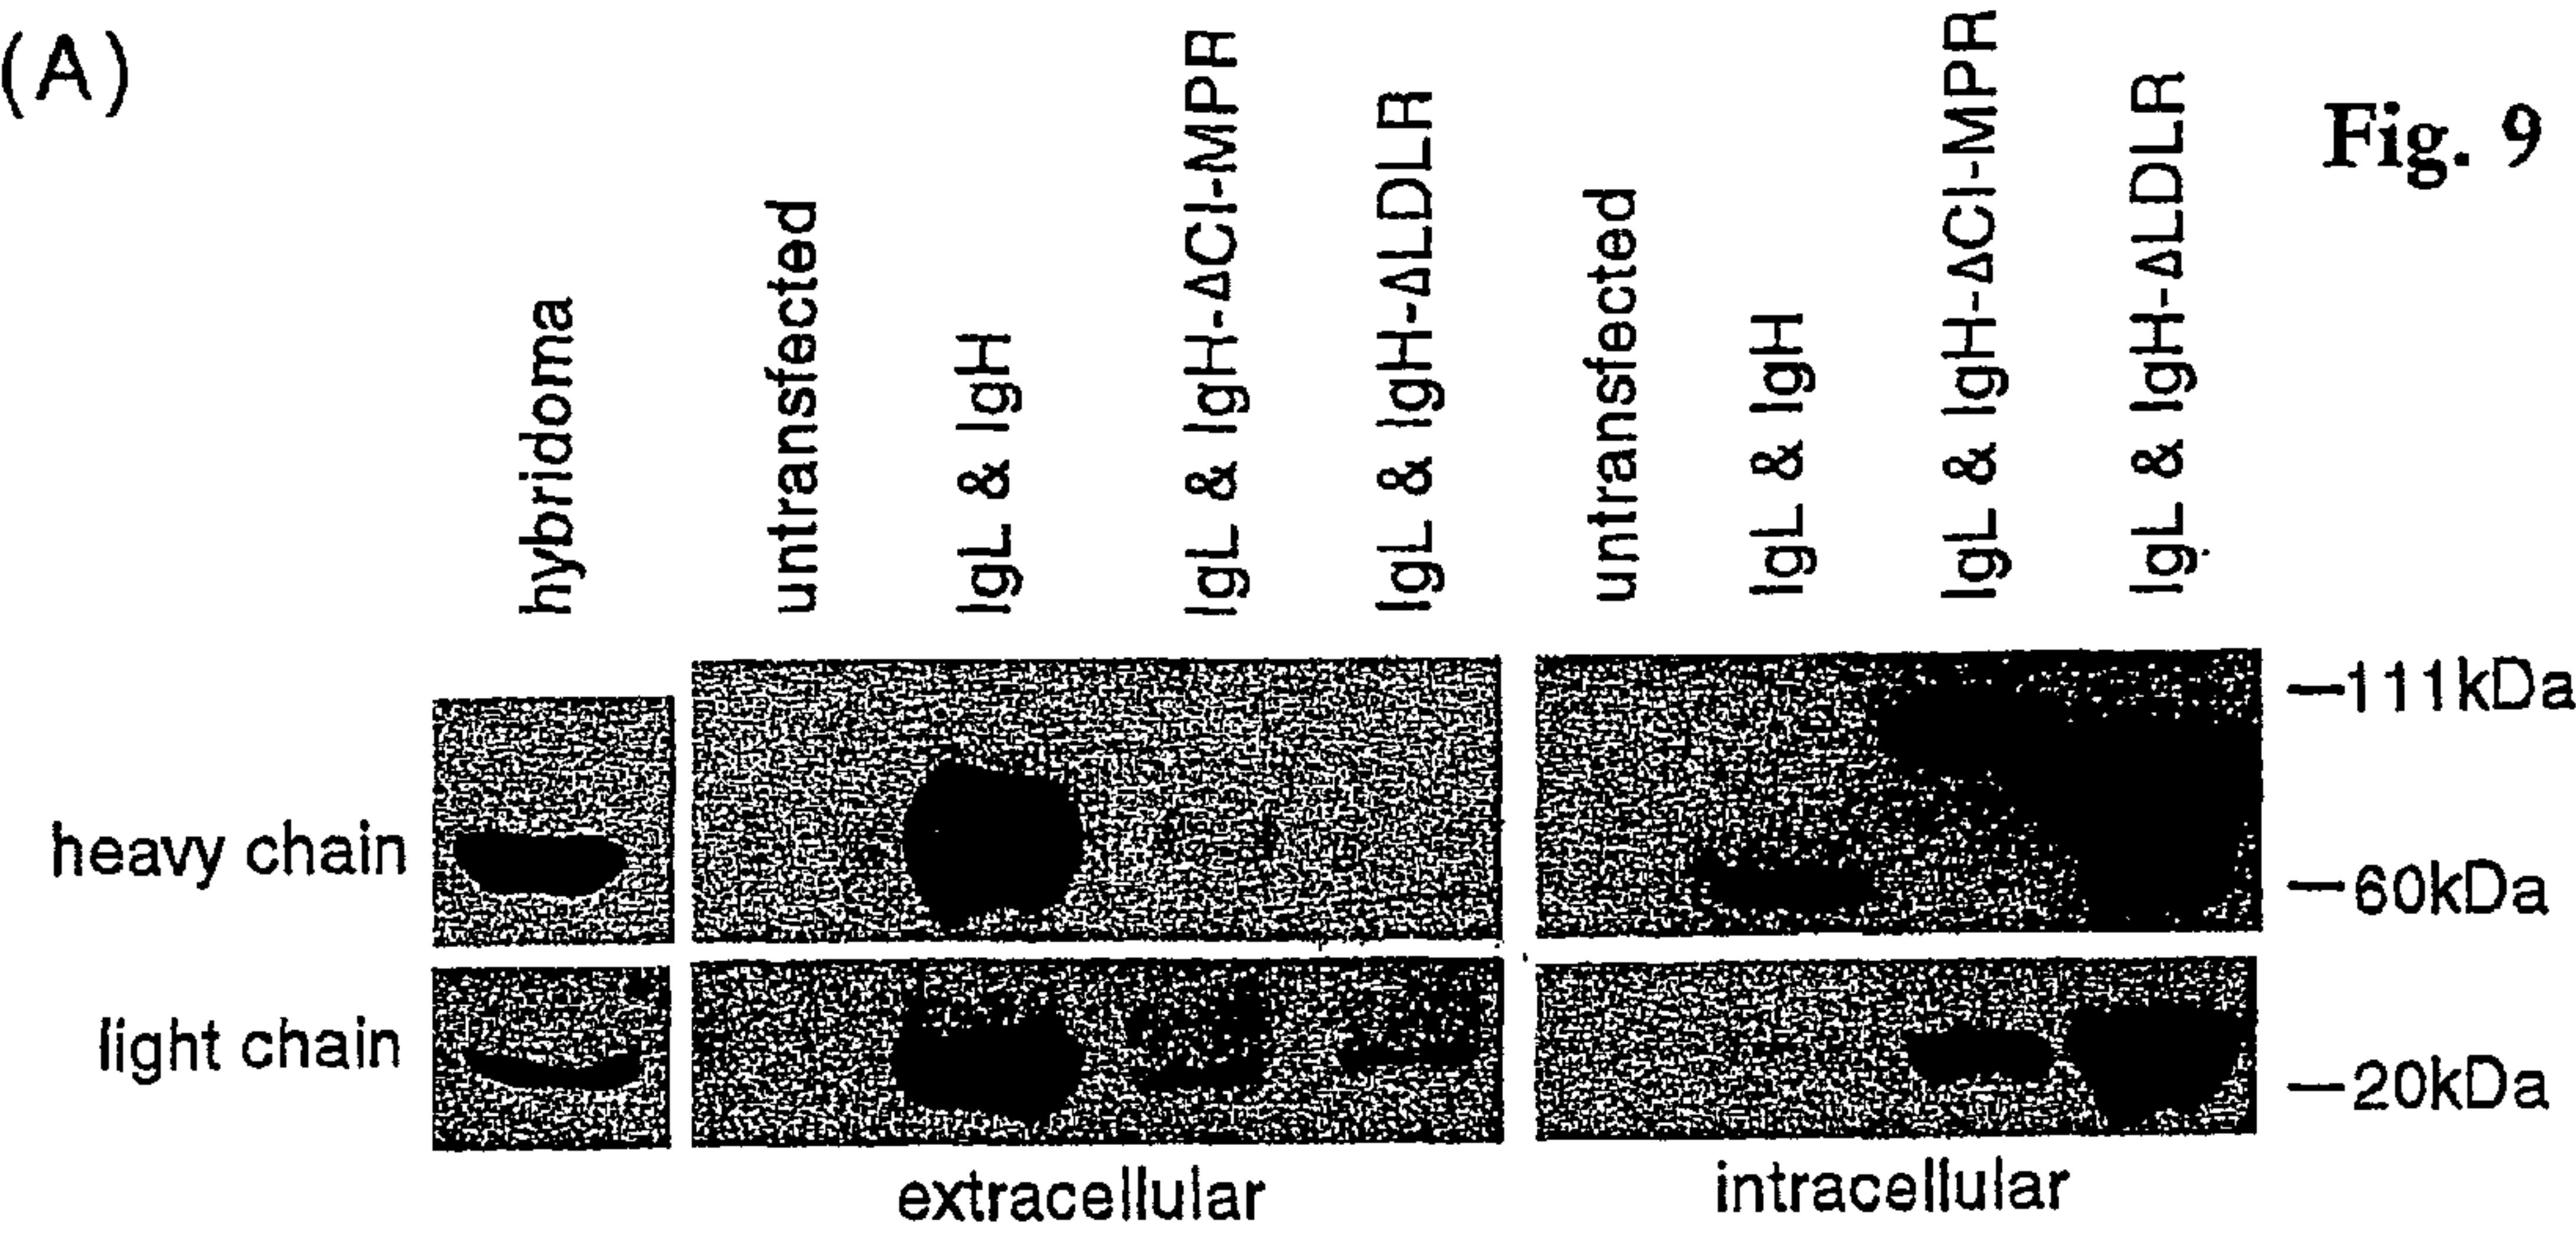 (A)
Fig. 9
hybridoma
untransfected
IgL & IgH
IgL & IgH-ΔCI-MPR
IgL & IgH-ΔLDLR
untransfected
IgL & IgH
IgL & IgH-ΔCI-MPR
IgL & IgH-ΔLDLR
heavy chain
light chain
–111kDa
–60kDa
–20kDa
extracellular
intracellular